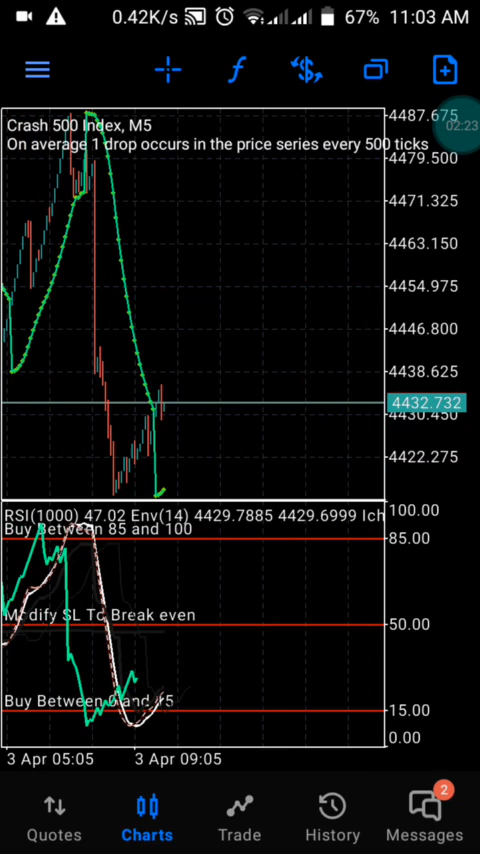 0.42K/s 67% 11:03 AM
f
4487.675
Crash 500 Index, M5
02:23
On average 1 drop occurs in the price series every 500 ticks
4479.500
4471.325
4463.150
4454.975
4446.800
4438.625
4432.732
4430.450
4422.275
RSI(1000) 47.02 Env(14) 4429.7885 4429.6999 Ich
100.00
Buy Between 85 and 100
85.00
Modify SL To Break even
50.00
Buy Between 0 and 15
15.00
0.00
3 Apr 05:05 3 Apr 09:05
2
Quotes Charts Trade History Messages